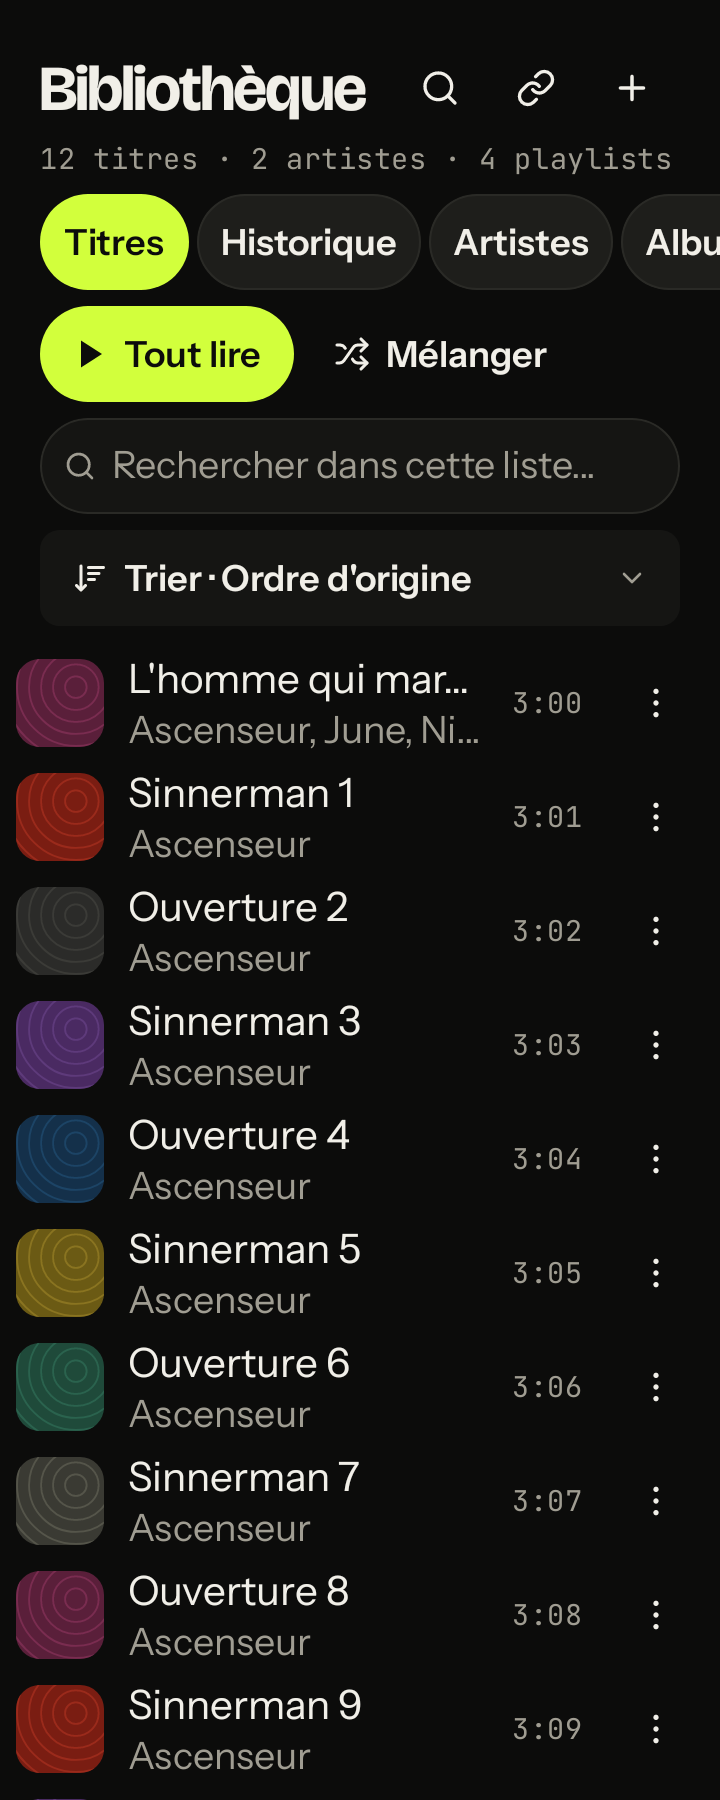 Bibliothèque
12 titres · 2 artistes · 4 playlists
Titres Historique Artistes Albu
Tout lire Mélanger
Rechercher dans cette liste...
Trier · Ordre d'origine
L'homme qui mar... 3:00
Ascenseur, June, Ni...
Sinnerman 1 3:01
Ascenseur
Ouverture 2 3:02
Ascenseur
Sinnerman 3 3:03
Ascenseur
Ouverture 4 3:04
Ascenseur
Sinnerman 5 3:05
Ascenseur
Ouverture 6 3:06
Ascenseur
Sinnerman 7 3:07
Ascenseur
Ouverture 8 3:08
Ascenseur
Sinnerman 9 3:09
Ascenseur